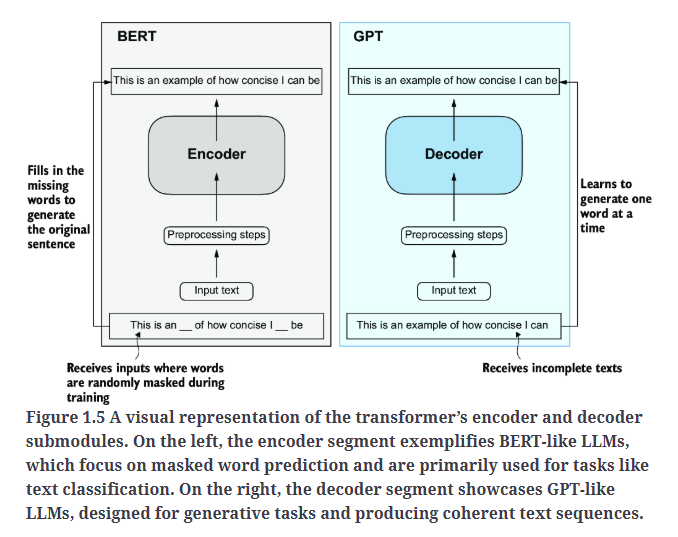 BERT
This is an example of how concise I can be
Encoder
Fills in the
missing
words to
generate
the original
sentence
Preprocessing steps
Input text
This is an __ of how concise I __ be
Receives inputs where words
are randomly masked during
training
GPT
This is an example of how concise I can be
Decoder
Learns to
generate one
word at a
time
Preprocessing steps
Input text
This is an example of how concise I can
Receives incomplete texts
Figure 1.5 A visual representation of the transformer’s encoder and decoder
submodules. On the left, the encoder segment exemplifies BERT-like LLMs,
which focus on masked word prediction and are primarily used for tasks like
text classification. On the right, the decoder segment showcases GPT-like
LLMs, designed for generative tasks and producing coherent text sequences.